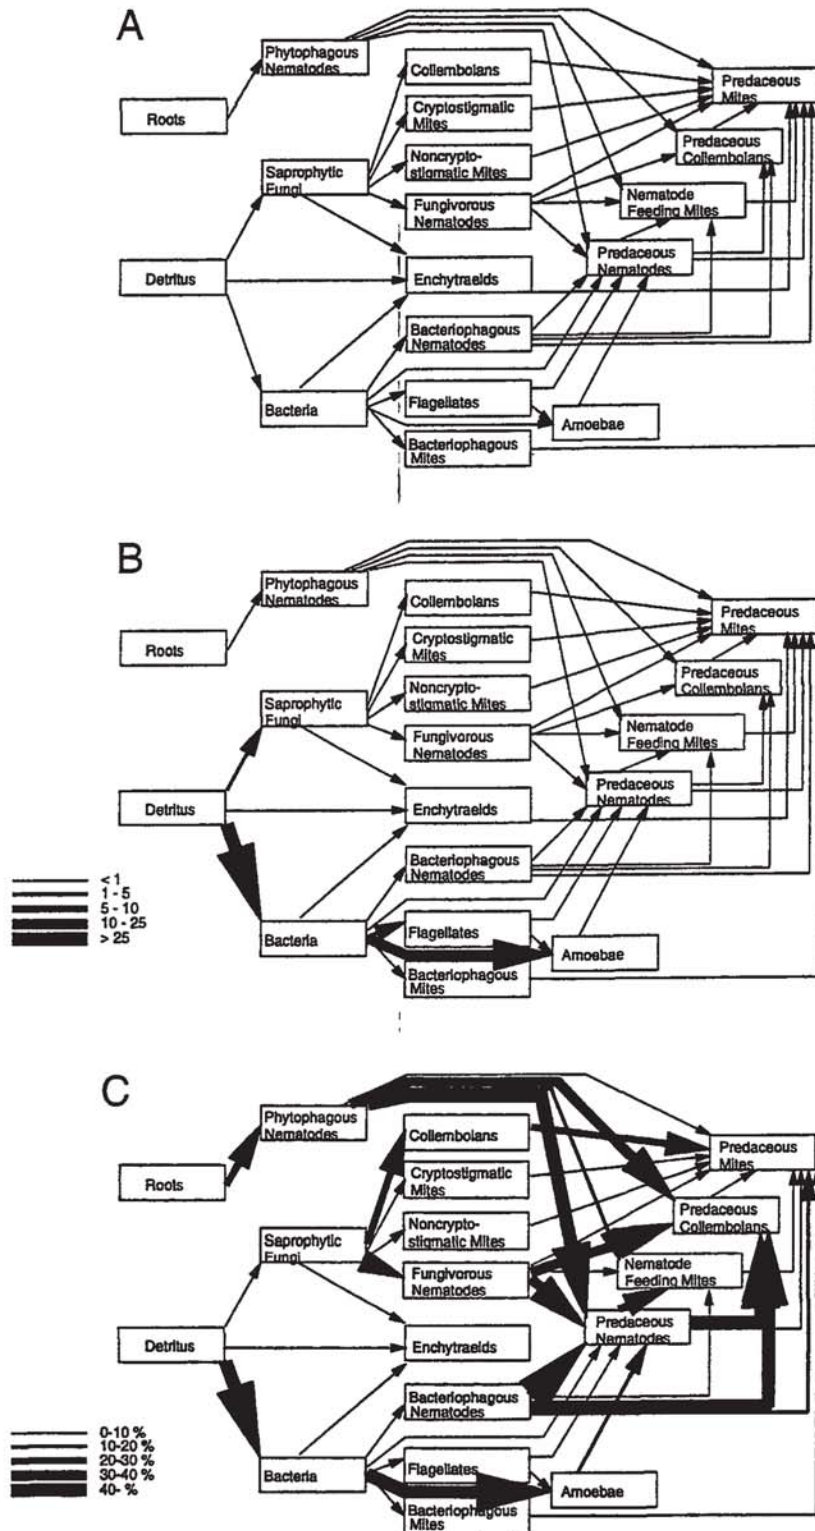 A
Phytophagous
Nematodes
Collembolans
Predaceous
Mites
Roots
Cryptostigmatic
Mites
Predaceous
Collembolans
Saprophytic
Fungi
Noncrypto-
stigmatic Mites
Fungivorous
Nematodes
Nematode
Feeding Mites
Predaceous
Nematodes
Detritus
Enchytraeids
Bacteriophagous
Nematodes
Bacteria
Flagellates
Amoebae
Bacteriophagous
Mites
B
Phytophagous
Nematodes
Collembolans
Predaceous
Mites
Roots
Cryptostigmatic
Mites
Predaceous
Collembolans
Saprophytic
Fungi
Noncrypto-
stigmatic Mites
Fungivorous
Nematodes
Nematode
Feeding Mites
Predaceous
Nematodes
Detritus
Enchytraeids
Bacteriophagous
Nematodes
< 1
1 - 5
5 - 10
10 - 25
> 25
Bacteria
Flagellates
Amoebae
Bacteriophagous
Mites
C
Phytophagous
Nematodes
Collembolans
Predaceous
Mites
Roots
Cryptostigmatic
Mites
Predaceous
Collembolans
Saprophytic
Fungi
Noncrypto-
stigmatic Mites
Fungivorous
Nematodes
Nematode
Feeding Mites
Predaceous
Nematodes
Detritus
Enchytraeids
Bacteriophagous
Nematodes
0-10 %
10-20 %
20-30 %
30-40 %
40- %
Bacteria
Flagellates
Amoebae
Bacteriophagous
Mites